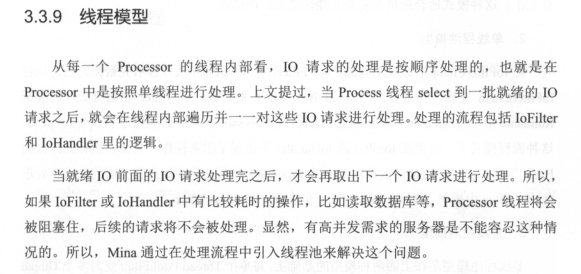 3.3.9 线程模型
从每一个 Processor 的线程内部看，IO 请求的处理是按顺序处理的，也就是在
Processor 中是按照单线程进行处理。上文提过，当 Process 线程 select 到一批就绪的 IO
请求之后，就会在线程内部遍历并一一对这些 IO 请求进行处理。处理的流程包括 IoFilter
和 IoHandler 里的逻辑。
当就绪 IO 前面的 IO 请求处理完之后，才会再取出下一个 IO 请求进行处理。所以，
如果 IoFilter 或 IoHandler 中有比较耗时的操作，比如读取数据库等，Processor 线程将会
被阻塞住，后续的请求将不会被处理。显然，有高并发需求的服务器是不能容忍这种情
况的。所以，Mina 通过在处理流程中引入线程池来解决这个问题。